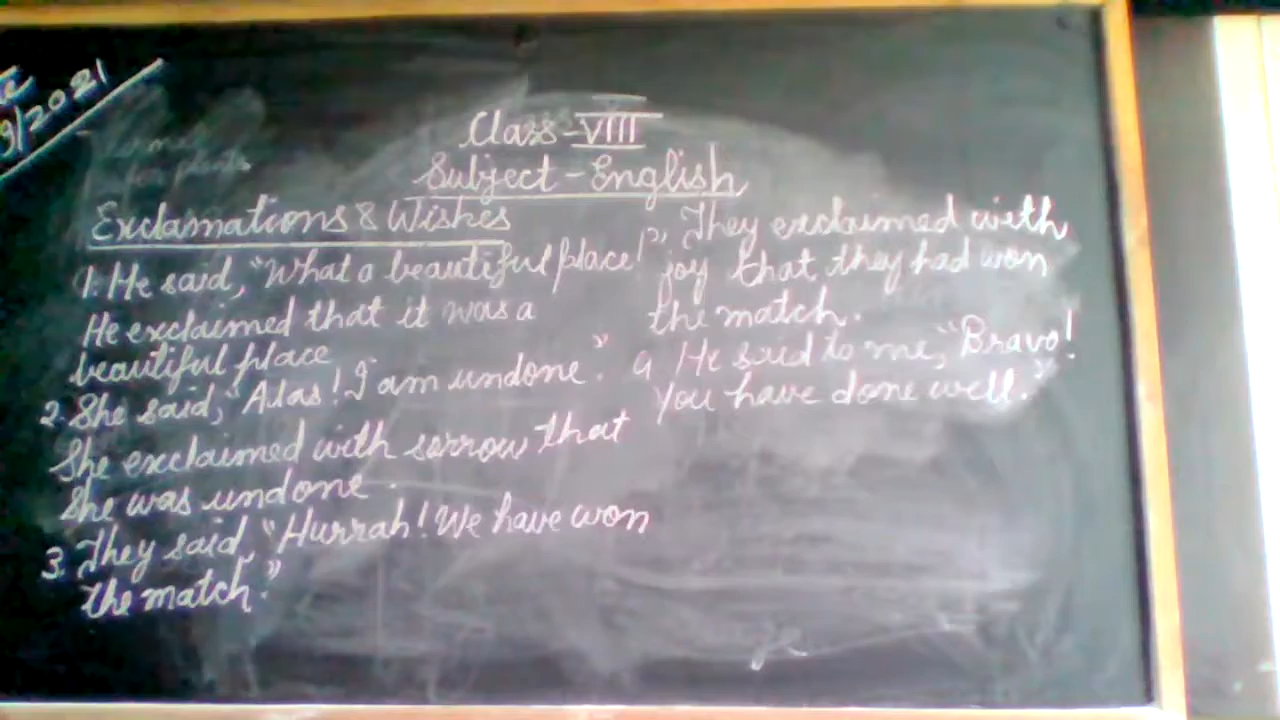 9/2021
Class-VIII
Subject-English
Exclamations & Wishes
1. He said, "What a beautiful place!"
He exclaimed that it was a
beautiful place
2. She said, "Alas! I am undone."
She exclaimed with sorrow that
She was undone.
3. They said, "Hurrah! We have won
the match."
They exclaimed with
joy that they had won
the match.
4 He said to me, "Bravo!
You have done well."